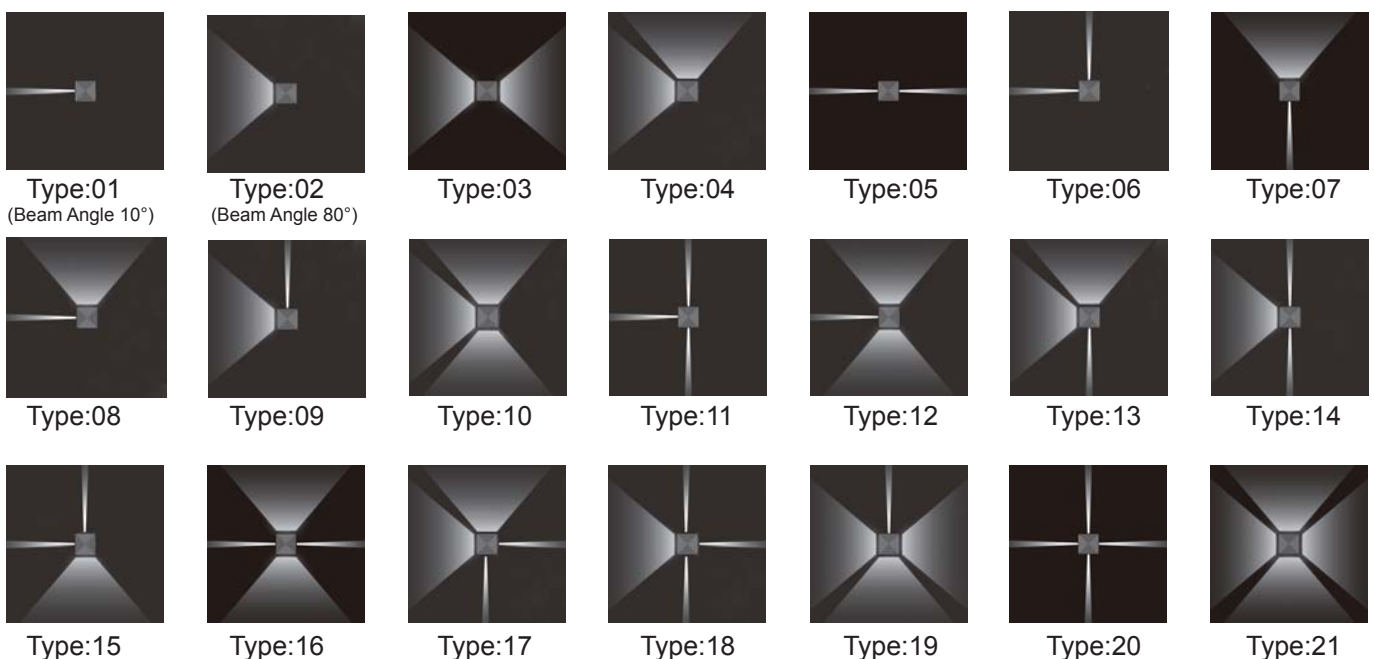 Type:01 Type:02 Type:03 Type:04 Type:05 Type:06 Type:07
(Beam Angle 10°) (Beam Angle 80°)
Type:08 Type:09 Type:10 Type:11 Type:12 Type:13 Type:14
Type:15 Type:16 Type:17 Type:18 Type:19 Type:20 Type:21